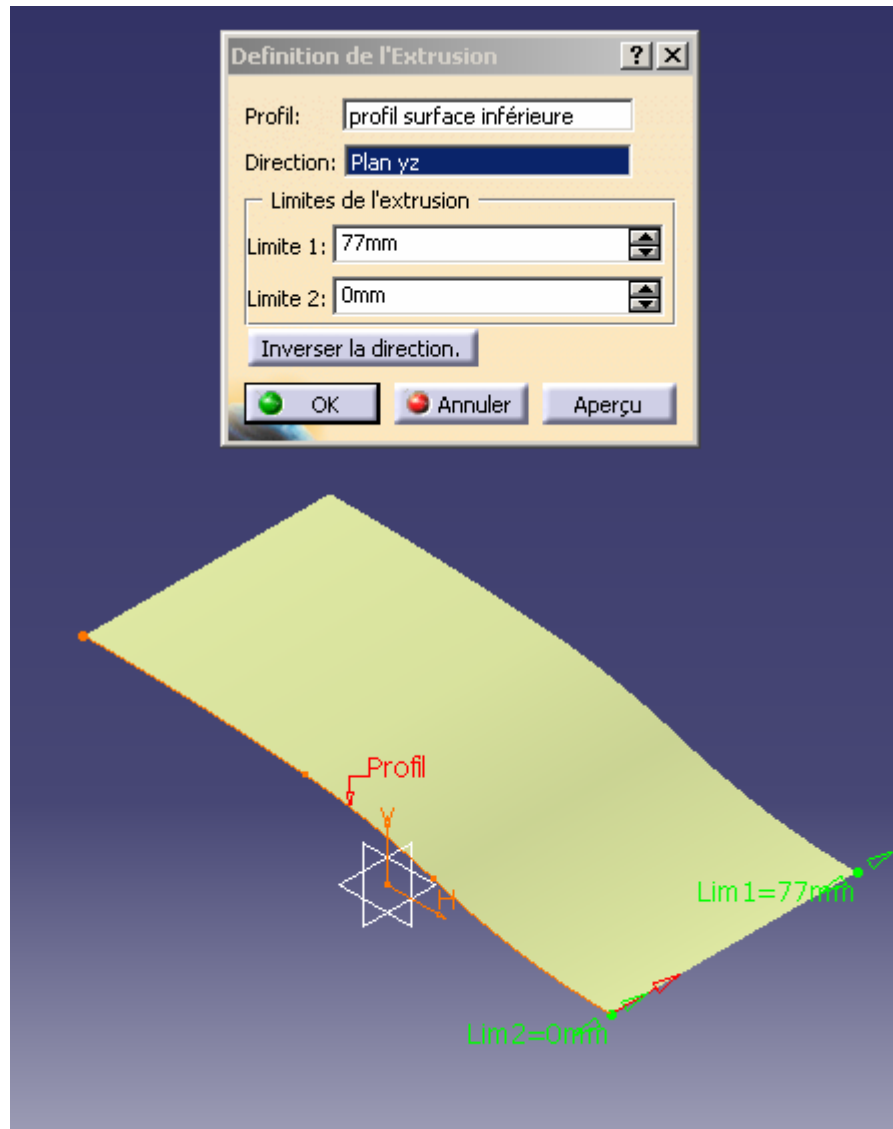 Definition de l'Extrusion ? X
Profil: profil surface inférieure
Direction: Plan yz
Limites de l'extrusion
Limite 1: 77mm
Limite 2: 0mm
Inverser la direction.
OK Annuler Aperçu
Profil
V
H
Lim1=77mm
Lim2=0mm